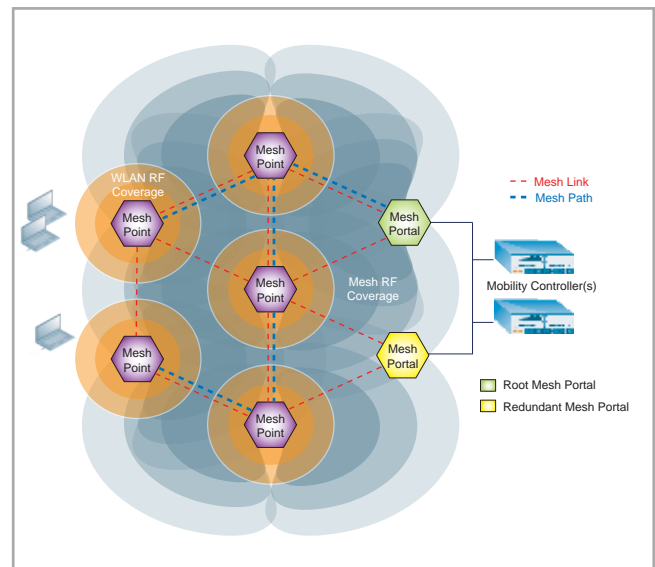 Mesh
Point
WLAN RF
Coverage
Mesh Link
Mesh Path
Mesh
Point
Mesh
Portal
Mesh
Point
Mesh RF
Coverage
Mobility Controller(s)
Mesh
Point
Mesh
Portal
Root Mesh Portal
Redundant Mesh Portal
Mesh
Point